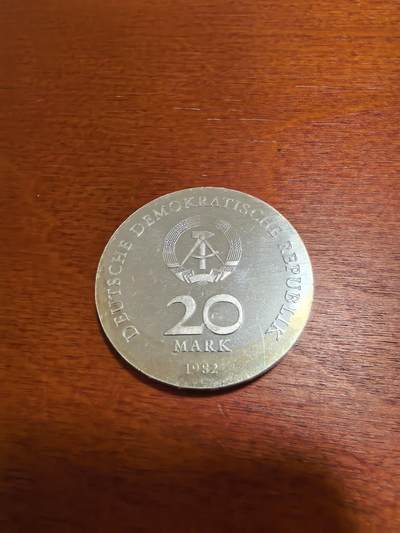 DEUTSCHE DEMOKRATISCHE REPUBLIK
20
MARK
1982